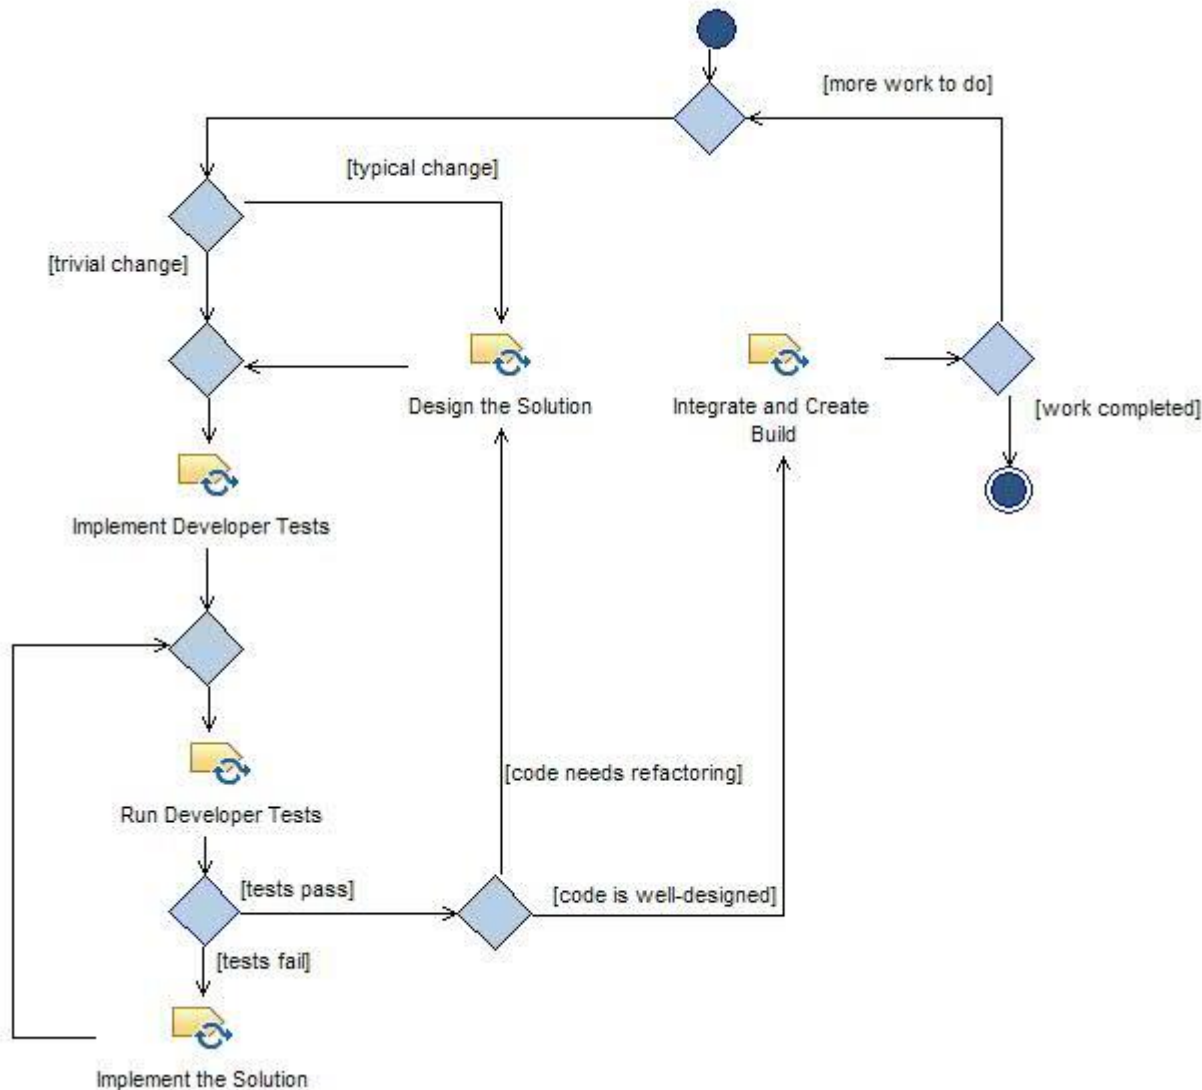 [more work to do]
[typical change]
[trivial change]
Design the Solution
Integrate and Create
Build
[work completed]
Implement Developer Tests
[code needs refactoring]
Run Developer Tests
[tests pass]
[code is well-designed]
[tests fail]
Implement the Solution